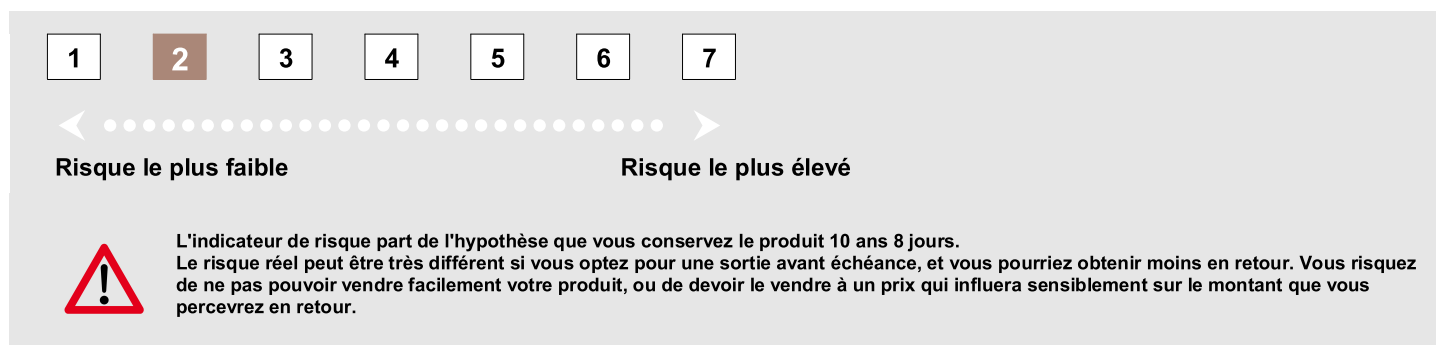 1 2 3 4 5 6 7
Risque le plus faible Risque le plus élevé
L'indicateur de risque part de l'hypothèse que vous conservez le produit 10 ans 8 jours.
Le risque réel peut être très différent si vous optez pour une sortie avant échéance, et vous pourriez obtenir moins en retour. Vous risquez
de ne pas pouvoir vendre facilement votre produit, ou de devoir le vendre à un prix qui influera sensiblement sur le montant que vous
percevrez en retour.